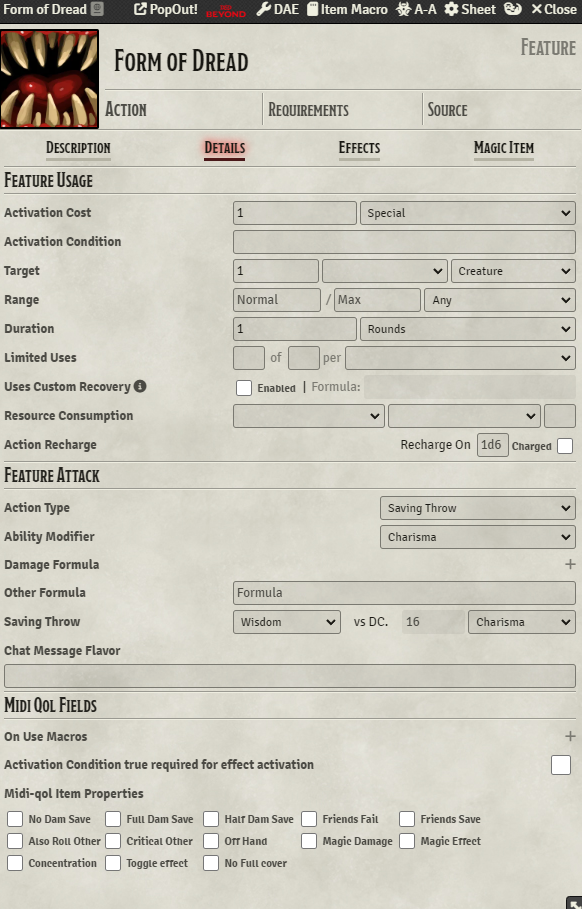 Form of Dread PopOut! D&D BEYOND DAE Item Macro A-A Sheet Close
Form of Dread Feature
Action Requirements Source
Description Details Effects Magic Item
Feature Usage
Activation Cost 1 Special
Activation Condition
Target 1 Creature
Range Normal / Max Any
Duration 1 Rounds
Limited Uses of per
Uses Custom Recovery Enabled | Formula:
Resource Consumption
Action Recharge Recharge On 1d6 Charged
Feature Attack
Action Type Saving Throw
Ability Modifier Charisma
Damage Formula +
Other Formula Formula
Saving Throw Wisdom vs DC. 16 Charisma
Chat Message Flavor
Midi Qol Fields
On Use Macros +
Activation Condition true required for effect activation
Midi-qol Item Properties
No Dam Save Full Dam Save Half Dam Save Friends Fail Friends Save
Also Roll Other Critical Other Off Hand Magic Damage Magic Effect
Concentration Toggle effect No Full cover